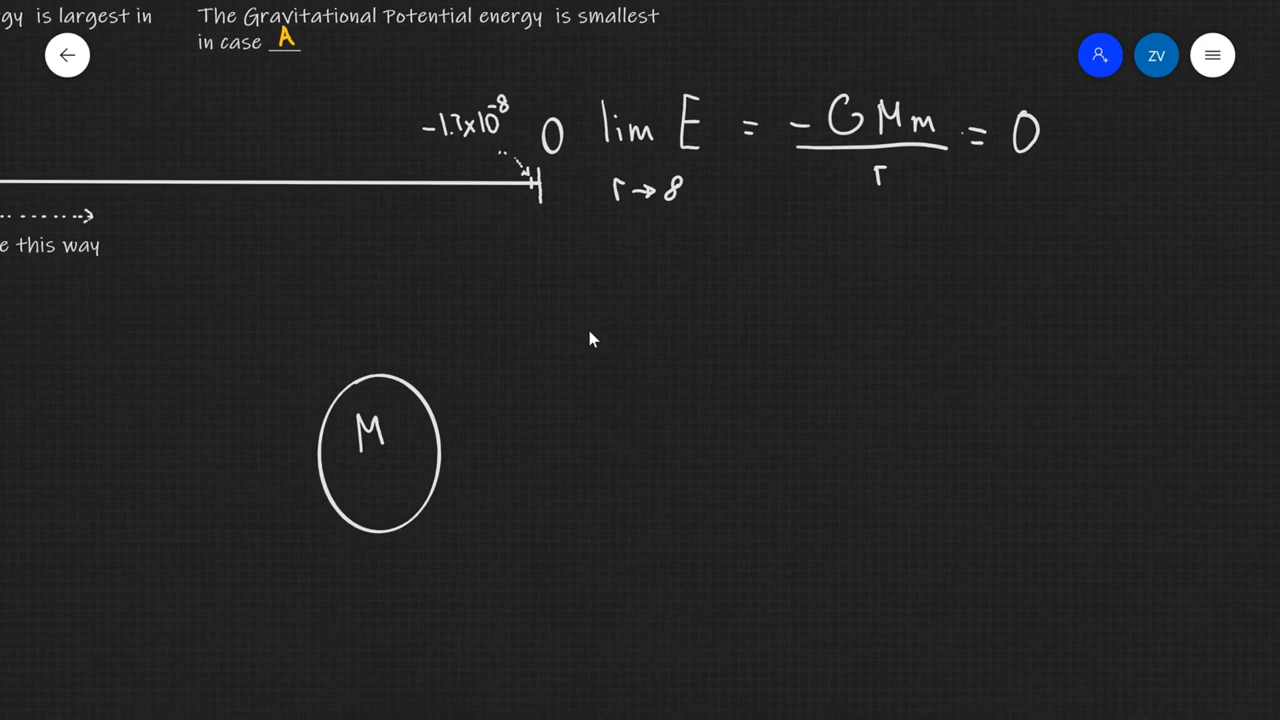 gy is largest in
The Gravitational Potential energy is smallest
in case A
ZV
-1.7x10^-8
0 lim E = - GMm / r = 0
r → 8
e this way
M